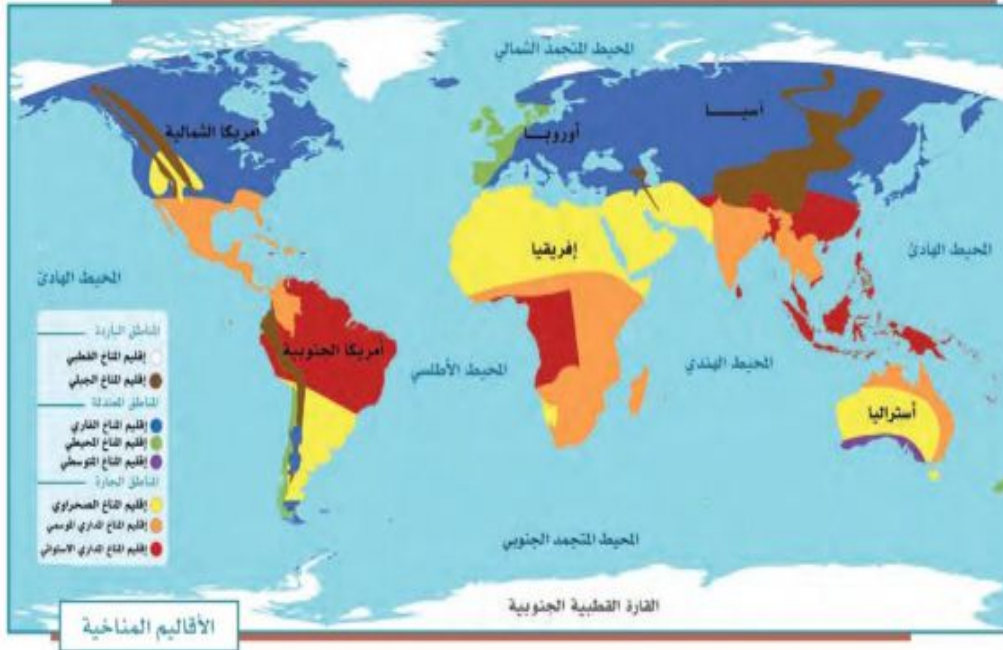 المحيط المتجمد الشمالي
أمريكا الشمالية
أوروبا
آسيا
إفريقيا
المحيط الهادئ
المحيط الهادئ
أمريكا الجنوبية
المحيط الأطلسي
المحيط الهندي
أستراليا
المناطق الباردة
إقليم المناخ القطبي
إقليم المناخ الجبلي
المناطق المعتدلة
إقليم المناخ القاري
إقليم المناخ المحيطي
إقليم المناخ المتوسطي
المناطق الحارة
إقليم المناخ الصحراوي
إقليم المناخ المداري الموسمي
إقليم المناخ المداري الاستوائي
المحيط المتجمد الجنوبي
القارة القطبية الجنوبية
الأقاليم المناخية